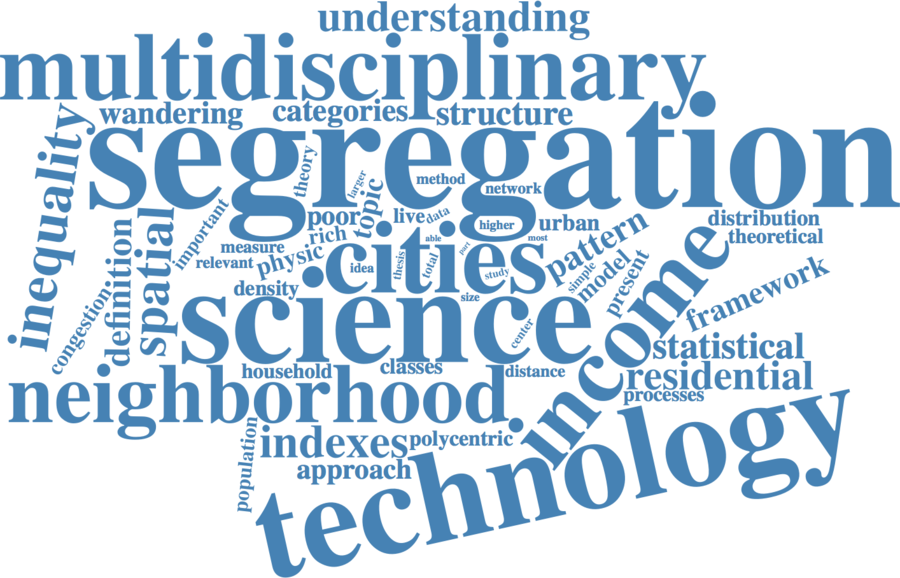 understanding
multidisciplinary
wandering
categories
structure
segregation
inequality
theory
larger
method
network
topic
important
poor
live
data
higher
urban
distribution
theoretical
spatial
definition
congestion
measure
relevant
rich
physic
cities
able
most
part
pattern
idea
thesis
total
study
simple
model
present
income
framework
density
size
science
center
statistical
household
classes
distance
residential
processes
neighborhood
population
indexes
polycentric
approach
technology